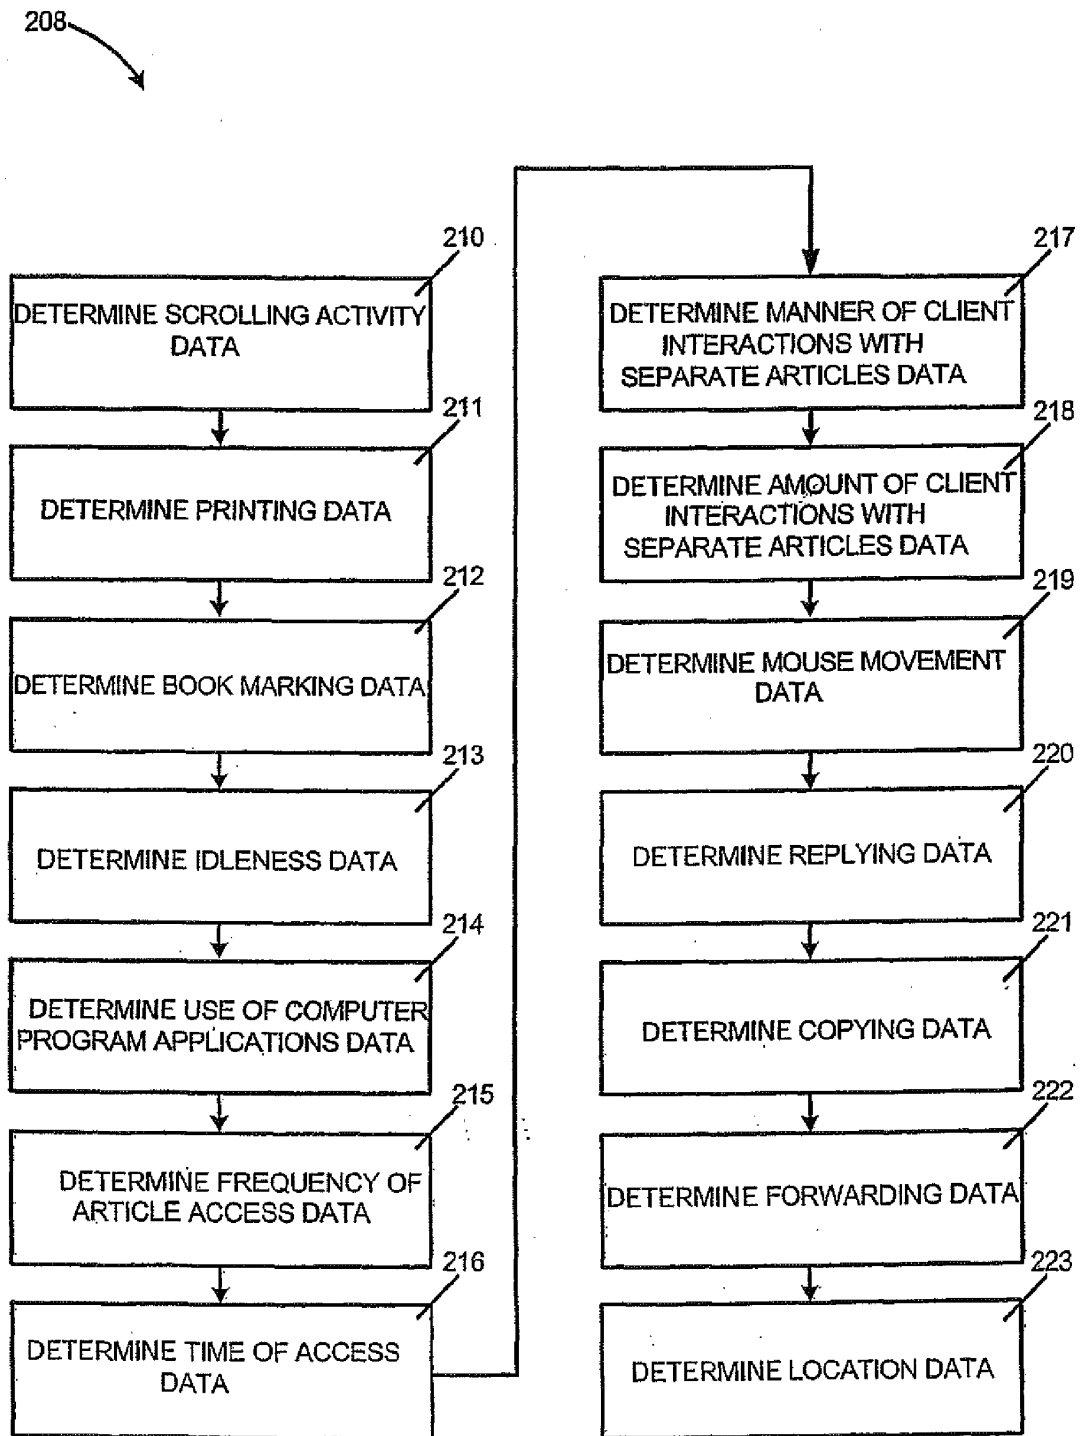 208
210
DETERMINE SCROLLING ACTIVITY
DATA
211
DETERMINE PRINTING DATA
212
DETERMINE BOOK MARKING DATA
213
DETERMINE IDLENESS DATA
214
DETERMINE USE OF COMPUTER
PROGRAM APPLICATIONS DATA
215
DETERMINE FREQUENCY OF
ARTICLE ACCESS DATA
216
DETERMINE TIME OF ACCESS
DATA
217
DETERMINE MANNER OF CLIENT
INTERACTIONS WITH
SEPARATE ARTICLES DATA
218
DETERMINE AMOUNT OF CLIENT
INTERACTIONS WITH
SEPARATE ARTICLES DATA
219
DETERMINE MOUSE MOVEMENT
DATA
220
DETERMINE REPLYING DATA
221
DETERMINE COPYING DATA
222
DETERMINE FORWARDING DATA
223
DETERMINE LOCATION DATA